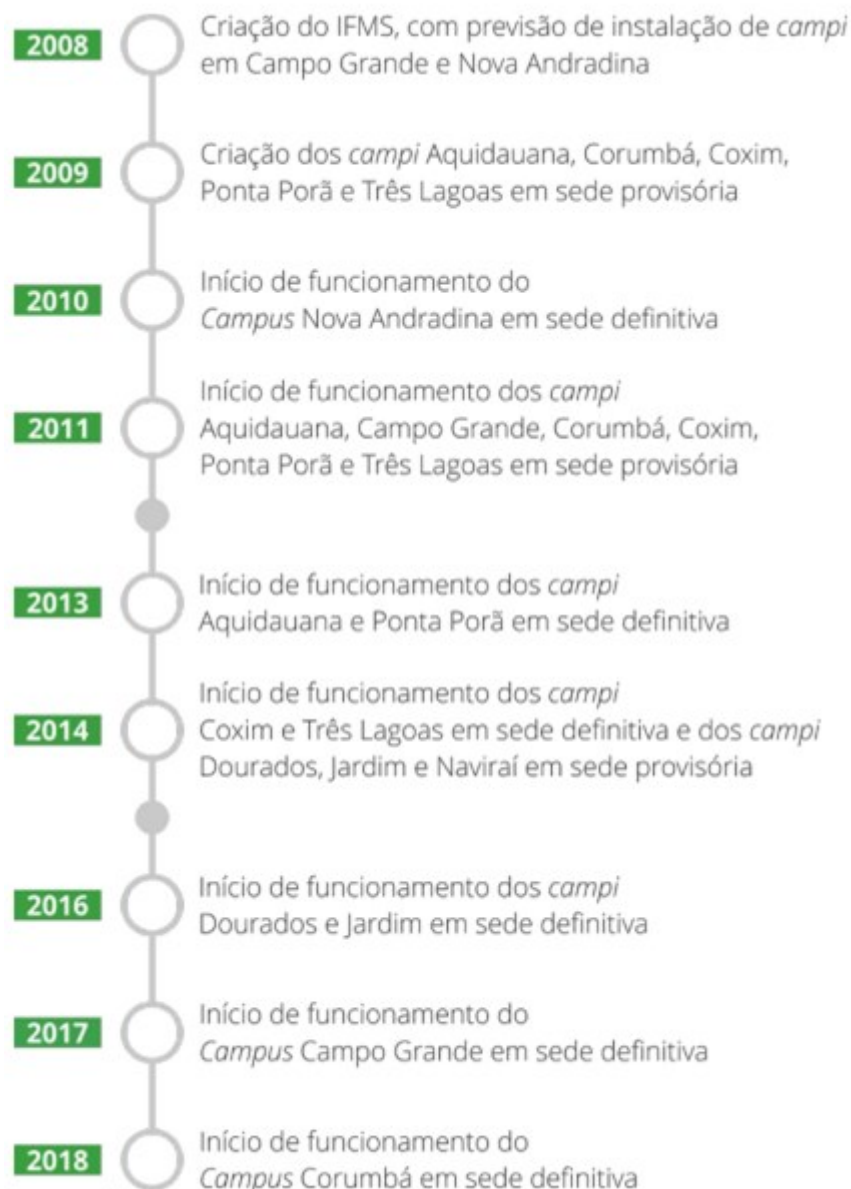 2008
Criação do IFMS, com previsão de instalação de campi
em Campo Grande e Nova Andradina
2009
Criação dos campi Aquidauana, Corumbá, Coxim,
Ponta Porã e Três Lagoas em sede provisória
2010
Início de funcionamento do
Campus Nova Andradina em sede definitiva
2011
Início de funcionamento dos campi
Aquidauana, Campo Grande, Corumbá, Coxim,
Ponta Porã e Três Lagoas em sede provisória
2013
Início de funcionamento dos campi
Aquidauana e Ponta Porã em sede definitiva
2014
Início de funcionamento dos campi
Coxim e Três Lagoas em sede definitiva e dos campi
Dourados, Jardim e Naviraí em sede provisória
2016
Início de funcionamento dos campi
Dourados e Jardim em sede definitiva
2017
Início de funcionamento do
Campus Campo Grande em sede definitiva
2018
Início de funcionamento do
Campus Corumbá em sede definitiva